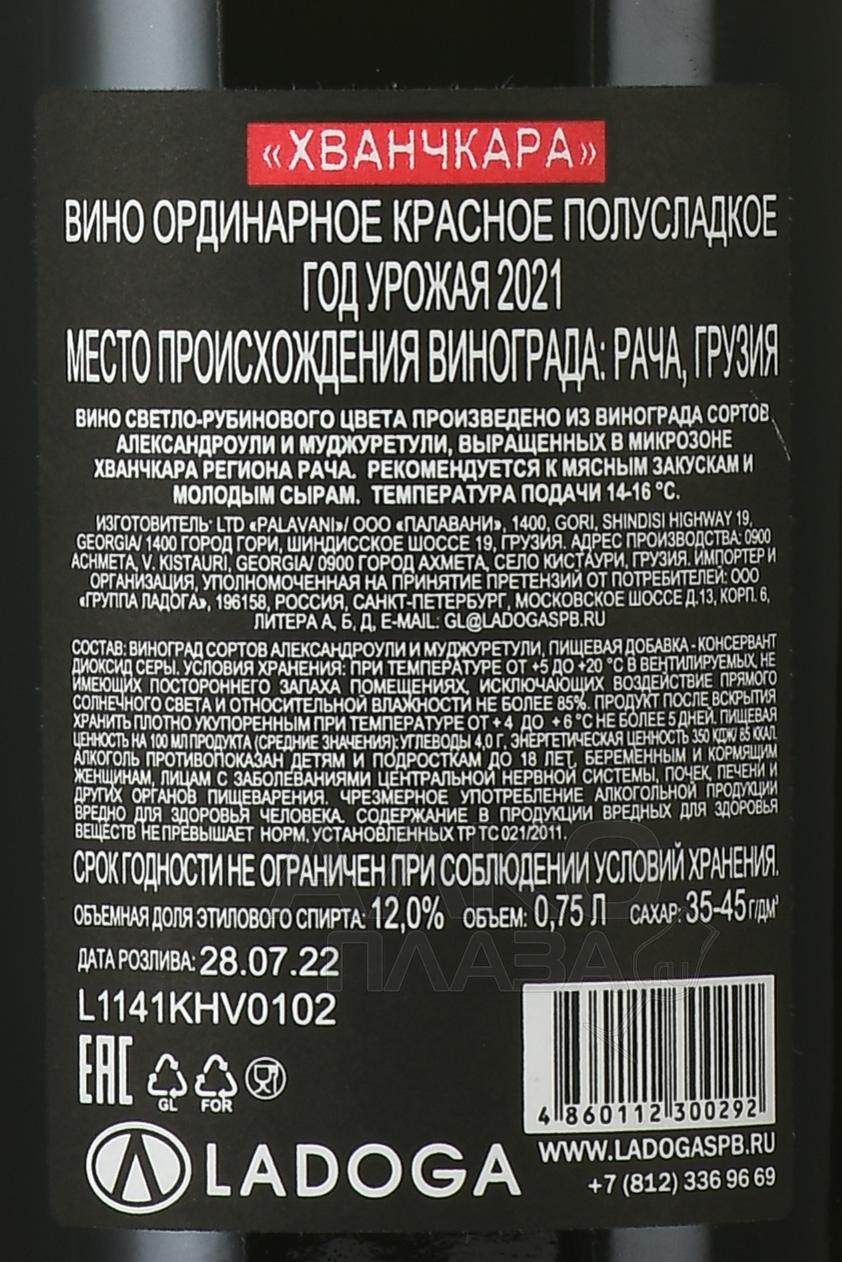 «ХВАНЧКАРА»
ВИНО ОРДИНАРНОЕ КРАСНОЕ ПОЛУСЛАДКОЕ
ГОД УРОЖАЯ 2021
МЕСТО ПРОИСХОЖДЕНИЯ ВИНОГРАДА: РАЧА, ГРУЗИЯ
ВИНО СВЕТЛО-РУБИНОВОГО ЦВЕТА ПРОИЗВЕДЕНО ИЗ ВИНОГРАДА СОРТОВ
АЛЕКСАНДРОУЛИ И МУДЖУРЕТУЛИ, ВЫРАЩЕННЫХ В МИКРОЗОНЕ
ХВАНЧКАРА РЕГИОНА РАЧА. РЕКОМЕНДУЕТСЯ К МЯСНЫМ ЗАКУСКАМ И
МОЛОДЫМ СЫРАМ. ТЕМПЕРАТУРА ПОДАЧИ 14-16 °С.
ИЗГОТОВИТЕЛЬ: LTD «PALAVANI»/ ООО «ПАЛАВАНИ», 1400, GORI, SHINDISI HIGHWAY 19,
GEORGIA/ 1400 ГОРОД ГОРИ, ШИНДИССКОЕ ШОССЕ 19, ГРУЗИЯ. АДРЕС ПРОИЗВОДСТВА: 0900
ACHMETA, V. KISTAURI, GEORGIA/ 0900 ГОРОД АХМЕТА, СЕЛО КИСТАУРИ, ГРУЗИЯ. ИМПОРТЕР И
ОРГАНИЗАЦИЯ, УПОЛНОМОЧЕННАЯ НА ПРИНЯТИЕ ПРЕТЕНЗИЙ ОТ ПОТРЕБИТЕЛЕЙ: ООО
«ГРУППА ЛАДОГА», 196158, РОССИЯ, САНКТ-ПЕТЕРБУРГ, МОСКОВСКОЕ ШОССЕ Д.13, КОРП. 6,
ЛИТЕРА А, Б, Д, E-MAIL: GL@LADOGASPB.RU
СОСТАВ: ВИНОГРАД СОРТОВ АЛЕКСАНДРОУЛИ И МУДЖУРЕТУЛИ, ПИЩЕВАЯ ДОБАВКА - КОНСЕРВАНТ
ДИОКСИД СЕРЫ. УСЛОВИЯ ХРАНЕНИЯ: ПРИ ТЕМПЕРАТУРЕ ОТ +5 ДО +20 °С В ВЕНТИЛИРУЕМЫХ, НЕ
ИМЕЮЩИХ ПОСТОРОННЕГО ЗАПАХА ПОМЕЩЕНИЯХ, ИСКЛЮЧАЮЩИХ ВОЗДЕЙСТВИЕ ПРЯМОГО
СОЛНЕЧНОГО СВЕТА И ОТНОСИТЕЛЬНОЙ ВЛАЖНОСТИ НЕ БОЛЕЕ 85%. ПРОДУКТ ПОСЛЕ ВСКРЫТИЯ
ХРАНИТЬ ПЛОТНО УКУПОРЕННЫМ ПРИ ТЕМПЕРАТУРЕ ОТ + 4 ДО + 6 °С НЕ БОЛЕЕ 5 ДНЕЙ. ПИЩЕВАЯ
ЦЕННОСТЬ НА 100 МЛ ПРОДУКТА (СРЕДНИЕ ЗНАЧЕНИЯ): УГЛЕВОДЫ 4,0 Г, ЭНЕРГЕТИЧЕСКАЯ ЦЕННОСТЬ 350 КДЖ/ 85 ККАЛ.
АЛКОГОЛЬ ПРОТИВОПОКАЗАН ДЕТЯМ И ПОДРОСТКАМ ДО 18 ЛЕТ, БЕРЕМЕННЫМ И КОРМЯЩИМ
ЖЕНЩИНАМ, ЛИЦАМ С ЗАБОЛЕВАНИЯМИ ЦЕНТРАЛЬНОЙ НЕРВНОЙ СИСТЕМЫ, ПОЧЕК, ПЕЧЕНИ И
ДРУГИХ ОРГАНОВ ПИЩЕВАРЕНИЯ. ЧРЕЗМЕРНОЕ УПОТРЕБЛЕНИЕ АЛКОГОЛЬНОЙ ПРОДУКЦИИ
ВРЕДНО ДЛЯ ЗДОРОВЬЯ ЧЕЛОВЕКА. СОДЕРЖАНИЕ В ПРОДУКЦИИ ВРЕДНЫХ ДЛЯ ЗДОРОВЬЯ
ВЕЩЕСТВ НЕ ПРЕВЫШАЕТ НОРМ, УСТАНОВЛЕННЫХ ТР ТС 021/2011.
СРОК ГОДНОСТИ НЕ ОГРАНИЧЕН ПРИ СОБЛЮДЕНИИ УСЛОВИЙ ХРАНЕНИЯ.
ОБЪЕМНАЯ ДОЛЯ ЭТИЛОВОГО СПИРТА: 12,0% ОБЪЕМ: 0,75 Л САХАР: 35-45 Г/ДМ³
ДАТА РОЗЛИВА: 28.07.22
L1141KHV0102
EAC
GL FOR
4 860112 300292
LADOGA
WWW.LADOGASPB.RU
+7 (812) 336 96 69
АЛКО
ПЛАЗА
.ru